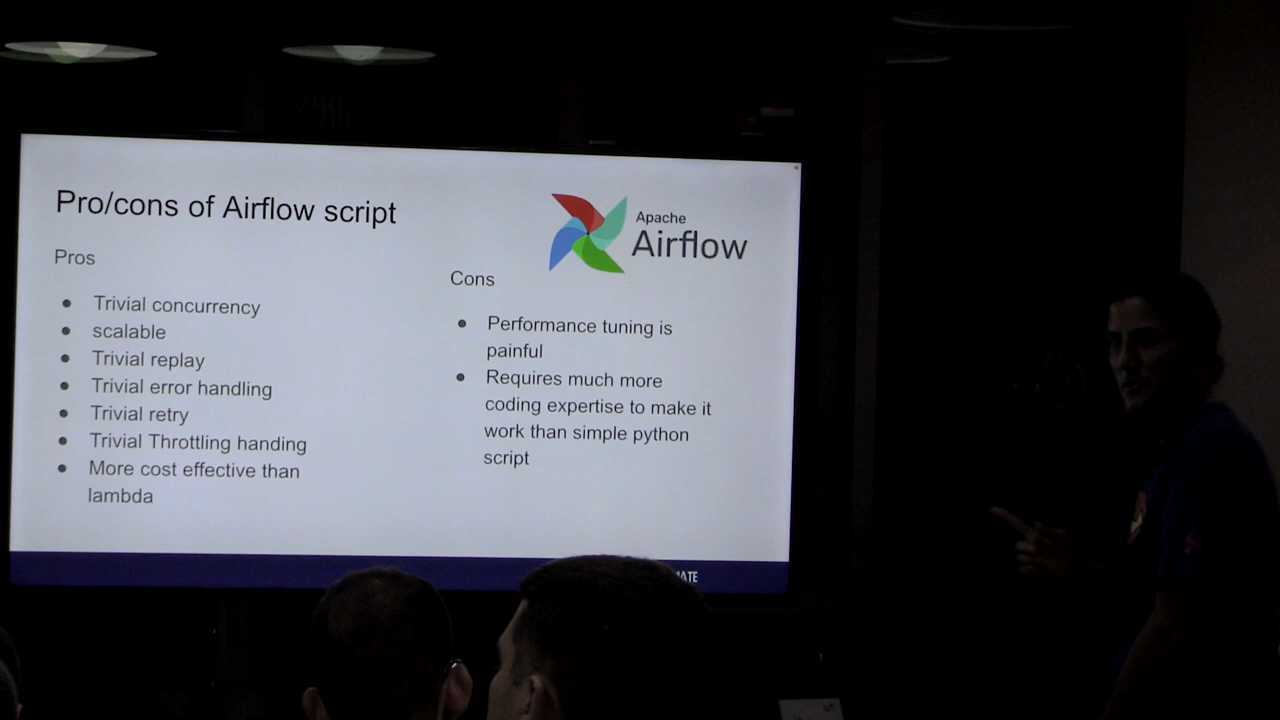 Pro/cons of Airflow script
Apache
Airflow
Pros
Trivial concurrency
scalable
Trivial replay
Trivial error handling
Trivial retry
Trivial Throttling handing
More cost effective than
lambda
Cons
Performance tuning is
painful
Requires much more
coding expertise to make it
work than simple python
script